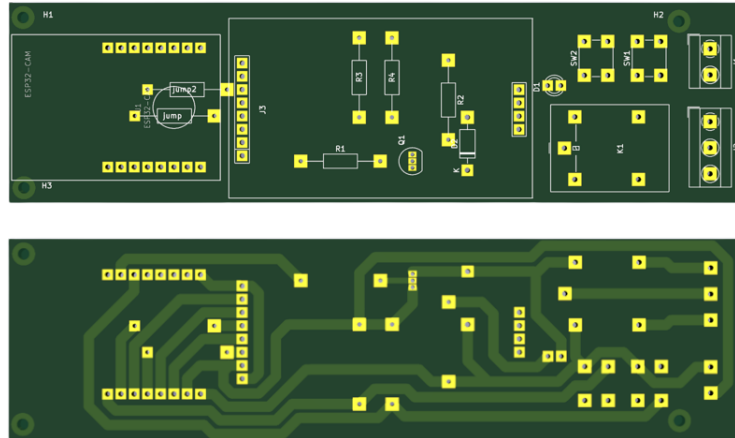 H1
H2
ESP32-CAM
jump2
jump
J3
R3
R4
R2
R1
Q1
K
D1
SW2
SW1
K1
H3